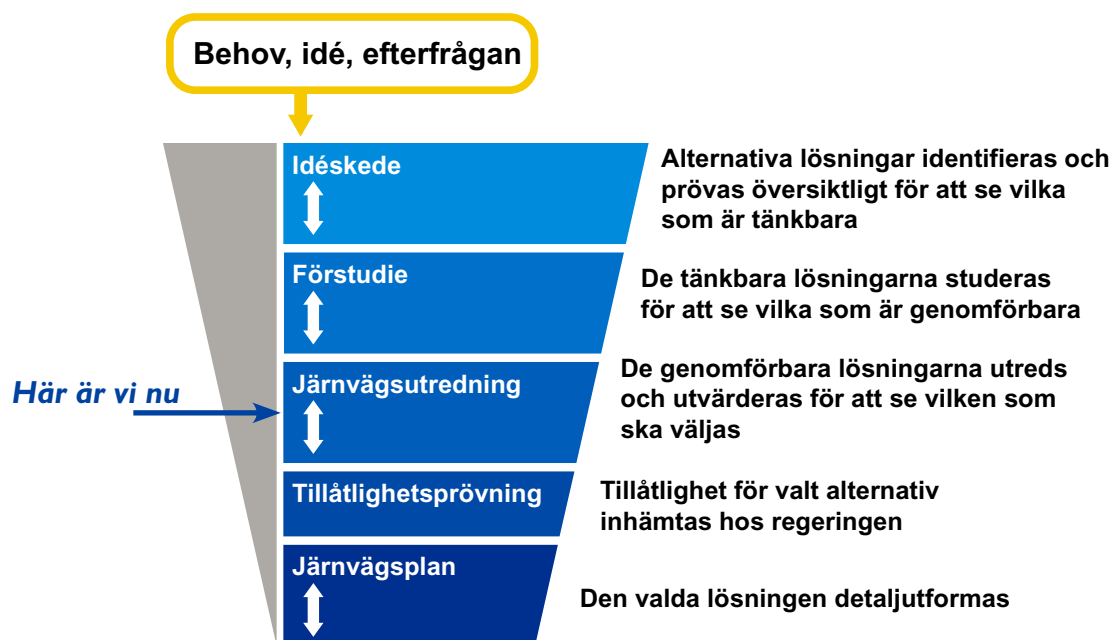 Behov, idé, efterfrågan
Idéskede
Alternativa lösningar identifieras och
prövas översiktligt för att se vilka
som är tänkbara
Förstudie
De tänkbara lösningarna studeras
för att se vilka som är genomförbara
Här är vi nu
Järnvägsutredning
De genomförbara lösningarna utreds
och utvärderas för att se vilken som
ska väljas
Tillåtlighetsprövning
Tillåtlighet för valt alternativ
inhämtas hos regeringen
Järnvägsplan
Den valda lösningen detaljutformas